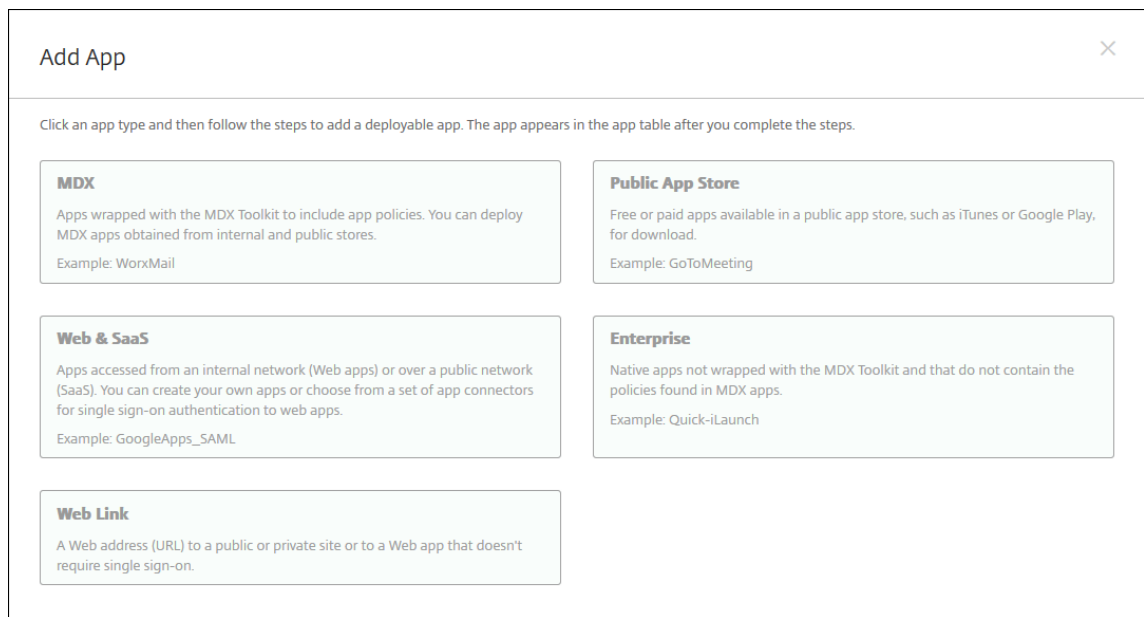 Add App
Click an app type and then follow the steps to add a deployable app. The app appears in the app table after you complete the steps.
MDX
Apps wrapped with the MDX Toolkit to include app policies. You can deploy
MDX apps obtained from internal and public stores.
Example: WorxMail
Public App Store
Free or paid apps available in a public app store, such as iTunes or Google Play,
for download.
Example: GoToMeeting
Web & SaaS
Apps accessed from an internal network (Web apps) or over a public network
(SaaS). You can create your own apps or choose from a set of app connectors
for single sign-on authentication to web apps.
Example: GoogleApps_SAML
Enterprise
Native apps not wrapped with the MDX Toolkit and that do not contain the
policies found in MDX apps.
Example: Quick-iLaunch
Web Link
A Web address (URL) to a public or private site or to a Web app that doesn't
require single sign-on.